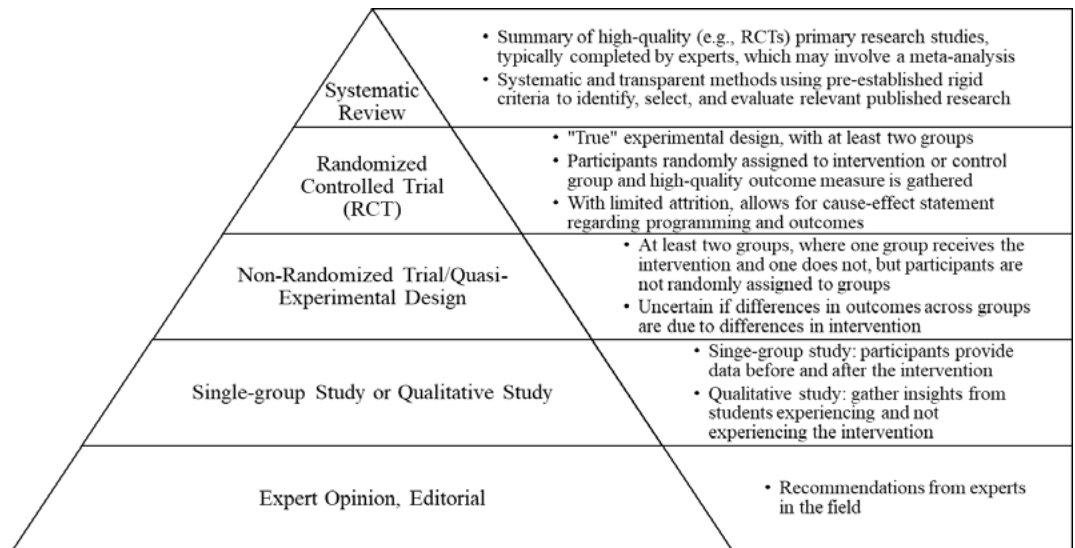 Systematic
Review
• Summary of high-quality (e.g., RCTs) primary research studies,
typically completed by experts, which may involve a meta-analysis
• Systematic and transparent methods using pre-established rigid
criteria to identify, select, and evaluate relevant published research
Randomized
Controlled Trial
(RCT)
• "True" experimental design, with at least two groups
• Participants randomly assigned to intervention or control
group and high-quality outcome measure is gathered
• With limited attrition, allows for cause-effect statement
regarding programming and outcomes
Non-Randomized Trial/Quasi-
Experimental Design
• At least two groups, where one group receives the
intervention and one does not, but participants are
not randomly assigned to groups
• Uncertain if differences in outcomes across groups
are due to differences in intervention
Single-group Study or Qualitative Study
• Singe-group study: participants provide
data before and after the intervention
• Qualitative study: gather insights from
students experiencing and not
experiencing the intervention
Expert Opinion, Editorial
• Recommendations from experts
in the field